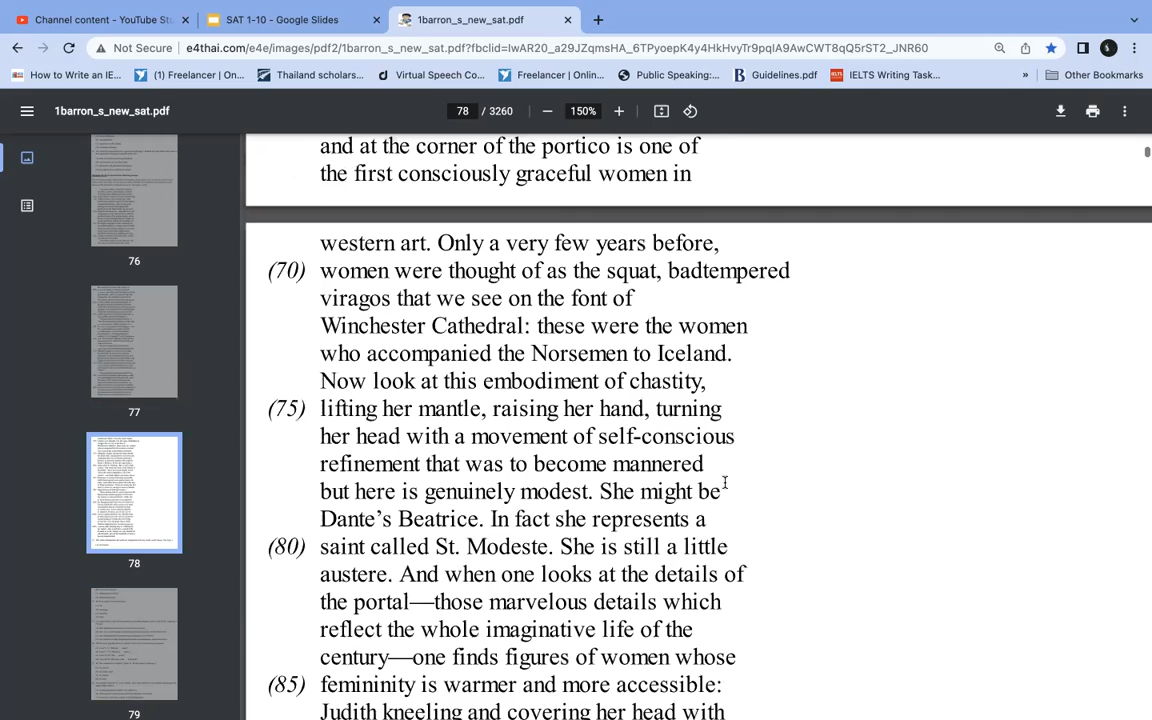 Channel content - YouTube Stu
SAT 1-10 - Google Slides
1barron_s_new_sat.pdf
Not Secure
e4thai.com/e4e/images/pdf2/1barron_s_new_sat.pdf?fbclid=IwAR20_a29JZqmsHA_6TPyoepK4y4HkHvyTr9pqIA9AwCWT8qQ5rST2_JNR60
How to Write an IE...
(1) Freelancer | On...
Thailand scholars...
Virtual Speech Co...
Freelancer | Onlin...
Public Speaking:...
Guidelines.pdf
IELTS Writing Task...
»
Other Bookmarks
1barron_s_new_sat.pdf
78 / 3260
150%
76
77
78
79
and at the corner of the portico is one of
the first consciously graceful women in
western art. Only a very few years before,
(70) women were thought of as the squat, badtempered
viragos that we see on the font of
Winchester Cathedral: these were the women
who accompanied the Norsemen to Iceland.
Now look at this embodiment of chastity,
(75) lifting her mantle, raising her hand, turning
her head with a movement of self-conscious
refinement that was to become mannered
but here is genuinely modest. She might be
Dante’s Beatrice. In fact she represents a
(80) saint called St. Modeste. She is still a little
austere. And when one looks at the details of
the portal—those marvelous details which
reflect the whole imaginative life of the
century—one finds figures of women whose
(85) femininity is warmer and more accessible:
Judith kneeling and covering her head with